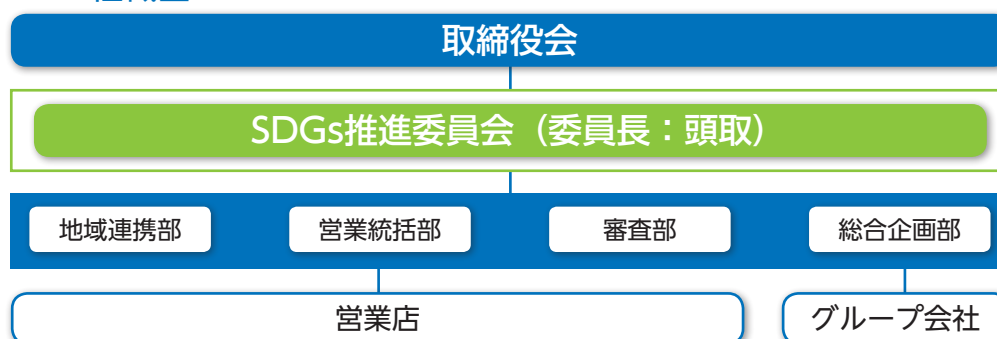 取締役会
SDGs推進委員会（委員長：頭取）
地域連携部 営業統括部 審査部 総合企画部
営業店 グループ会社